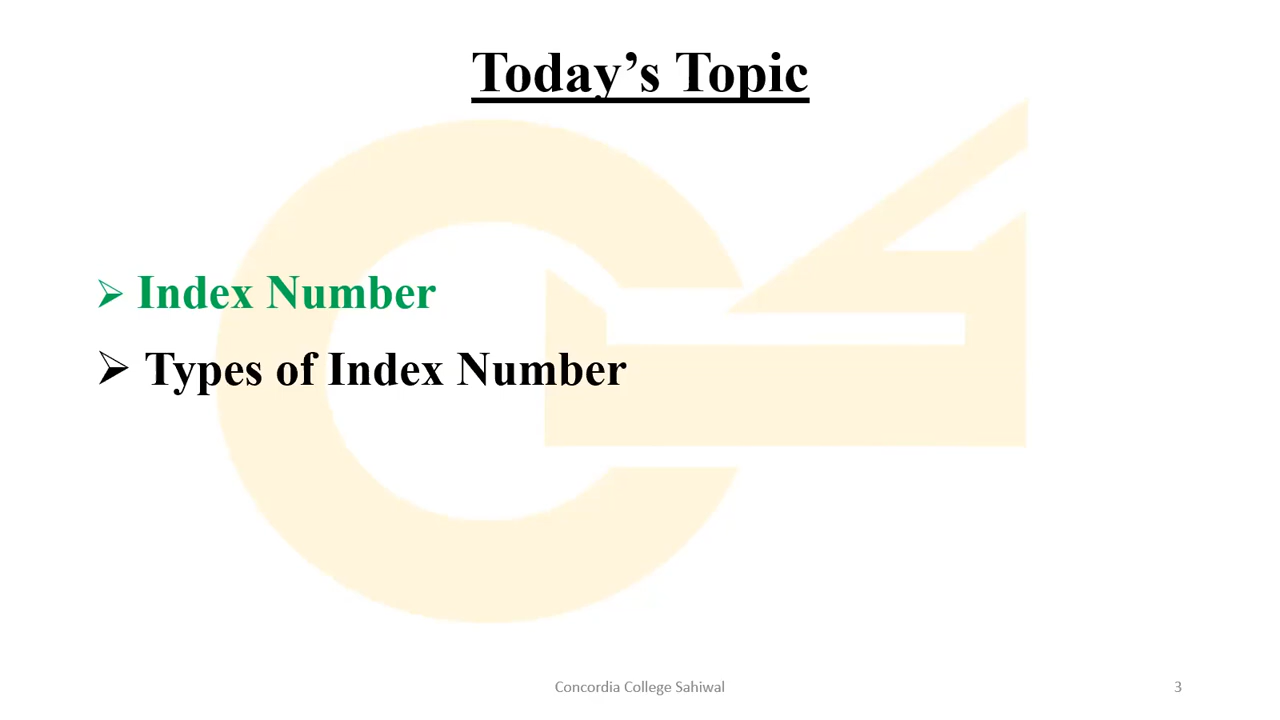 Today’s Topic
➢ Index Number
➢ Types of Index Number
Concordia College Sahiwal
3